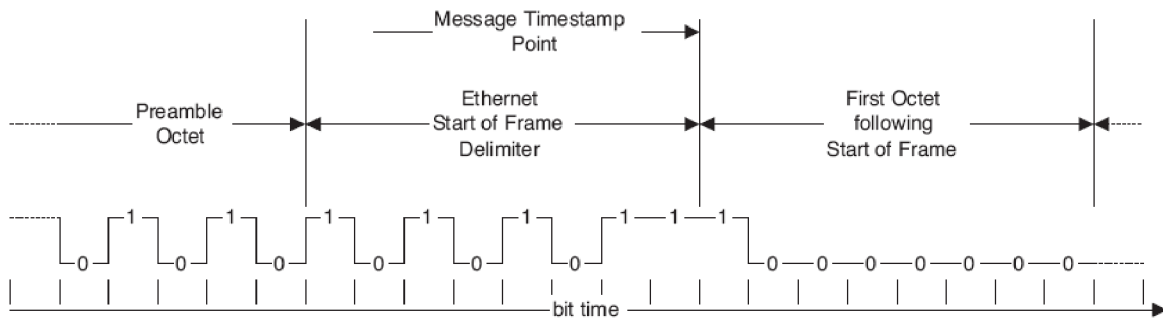 Message Timestamp
Point
Preamble
Octet
Ethernet
Start of Frame
Delimiter
First Octet
following
Start of Frame
0 1 0 1 0 1 0 1 0 1 0 1 1 1 0 0 0 0 0 0 0
bit time